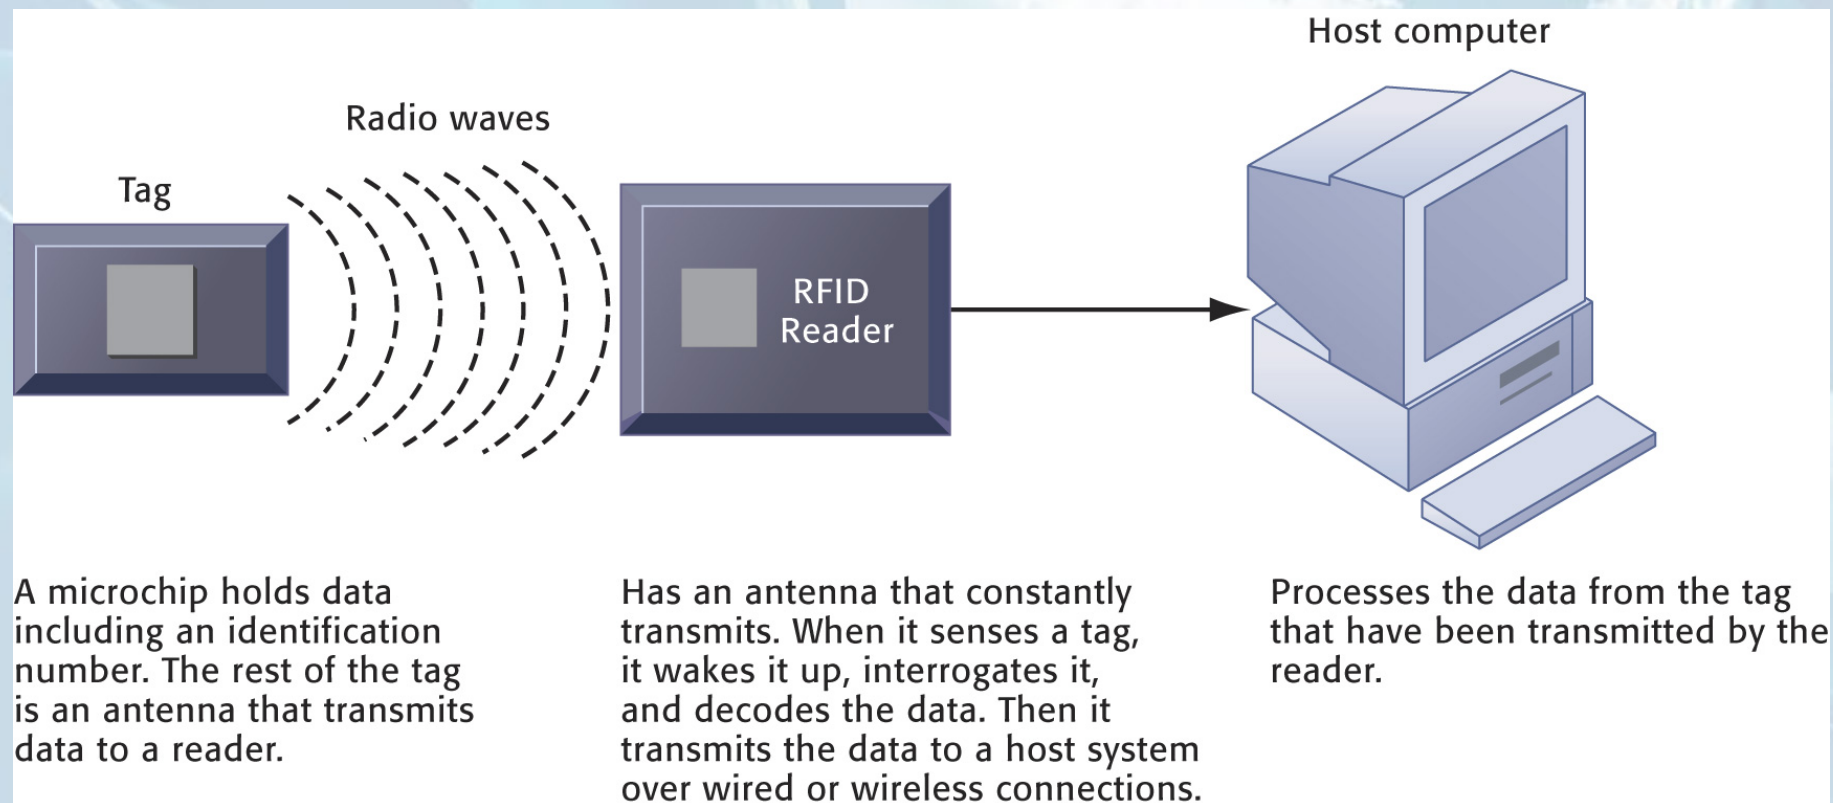 Host computer
Radio waves
Tag
RFID
Reader
A microchip holds data
including an identification
number. The rest of the tag
is an antenna that transmits
data to a reader.
Has an antenna that constantly
transmits. When it senses a tag,
it wakes it up, interrogates it,
and decodes the data. Then it
transmits the data to a host system
over wired or wireless connections.
Processes the data from the tag
that have been transmitted by the
reader.